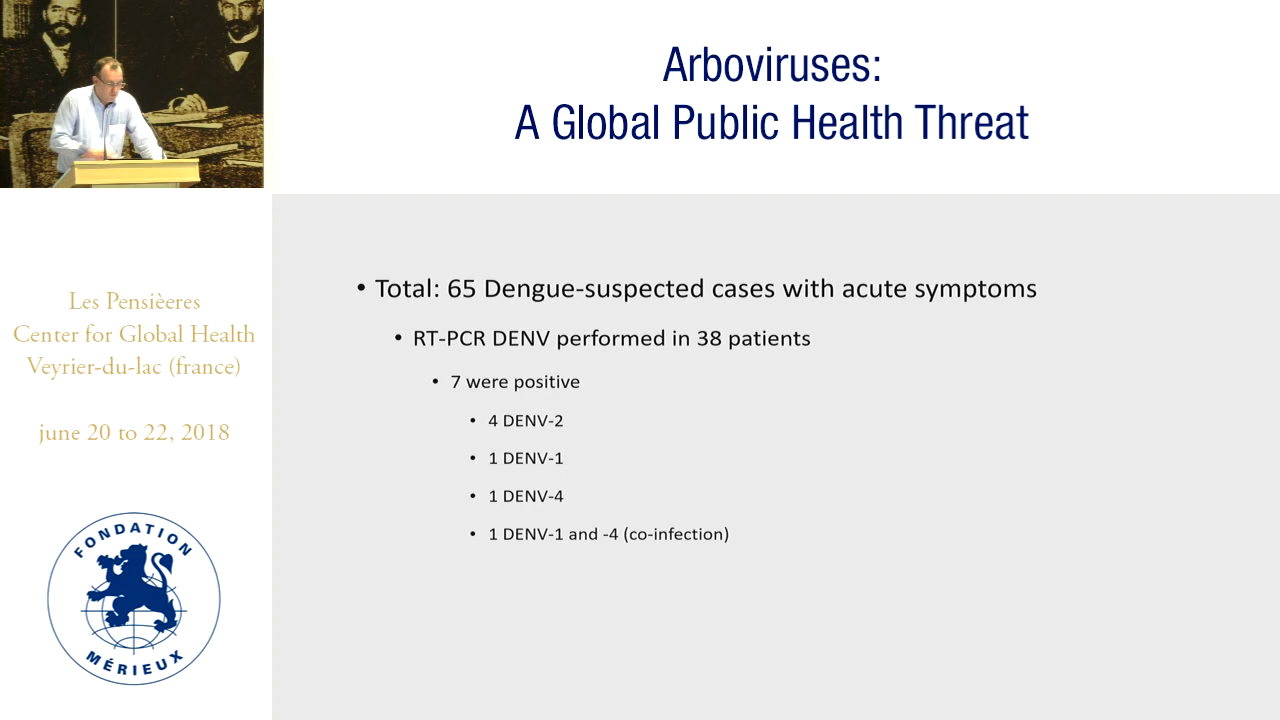 Arboviruses:
A Global Public Health Threat
Les Pensièeres
Center for Global Health
Veyrier-du-lac (france)
june 20 to 22, 2018
FONDATION
MÉRIEUX
• Total: 65 Dengue-suspected cases with acute symptoms
• RT-PCR DENV performed in 38 patients
• 7 were positive
• 4 DENV-2
• 1 DENV-1
• 1 DENV-4
• 1 DENV-1 and -4 (co-infection)